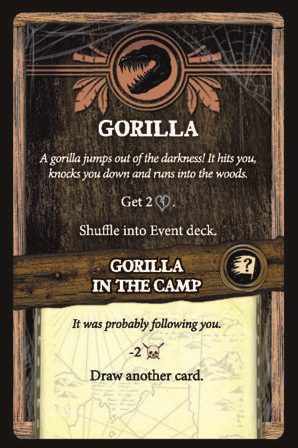 GORILLA
A gorilla jumps out of the darkness! It hits you,
knocks you down and runs into the woods.
Get 2 .
Shuffle into Event deck.
GORILLA
IN THE CAMP
?
It was probably following you.
-2
Draw another card.